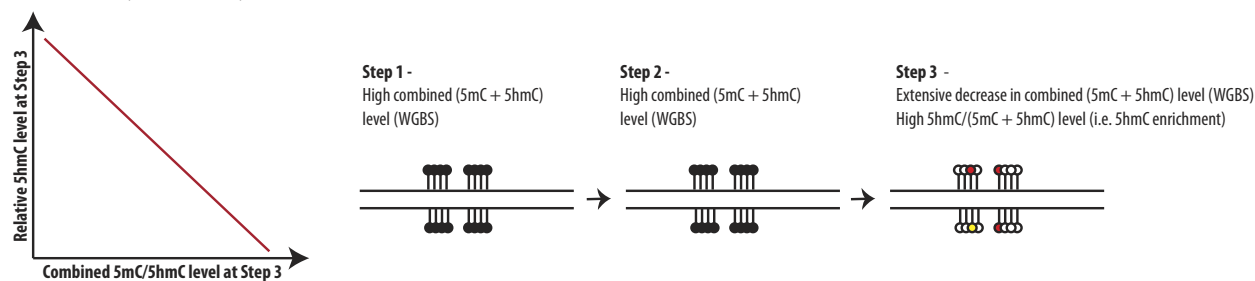 Relative 5hmC level at Step 3
Combined 5mC/5hmC level at Step 3
Step 1 -
High combined (5mC + 5hmC)
level (WGBS)
Step 2 -
High combined (5mC + 5hmC)
level (WGBS)
Step 3 -
Extensive decrease in combined (5mC + 5hmC) level (WGBS)
High 5hmC/(5mC + 5hmC) level (i.e. 5hmC enrichment)